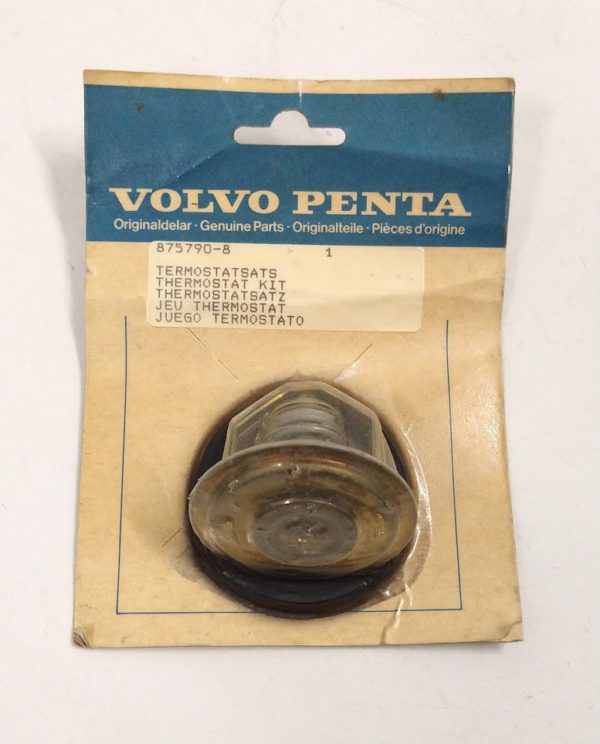 VOLVO PENTA
Originaldelar · Genuine Parts · Originalteile · Pièces d'origine
875790-8 1
TERMOSTATSATS
THERMOSTAT KIT
THERMOSTATSATZ
JEU THERMOSTAT
JUEGO TERMOSTATO